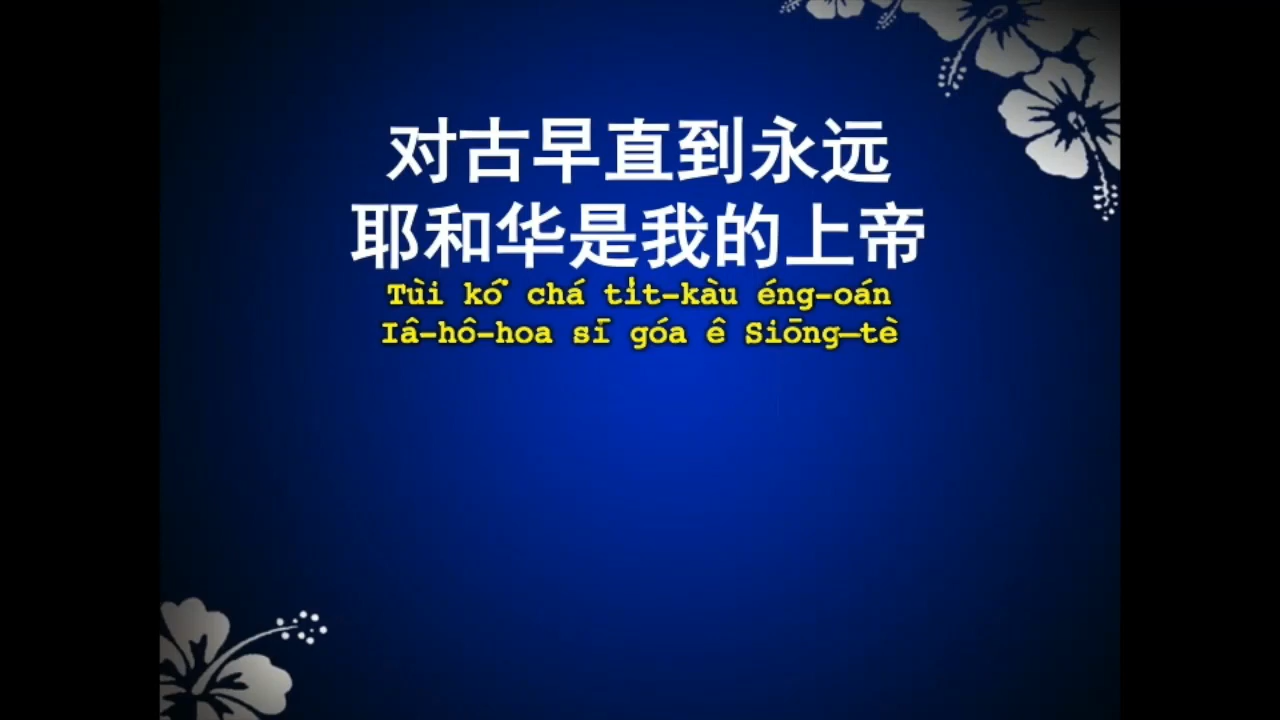 对古早直到永远
耶和华是我的上帝
Tùi kó͘ chá ti̍t-kàu éng-oán
Iâ-hô-hoa sī góa ê Siōng–tè